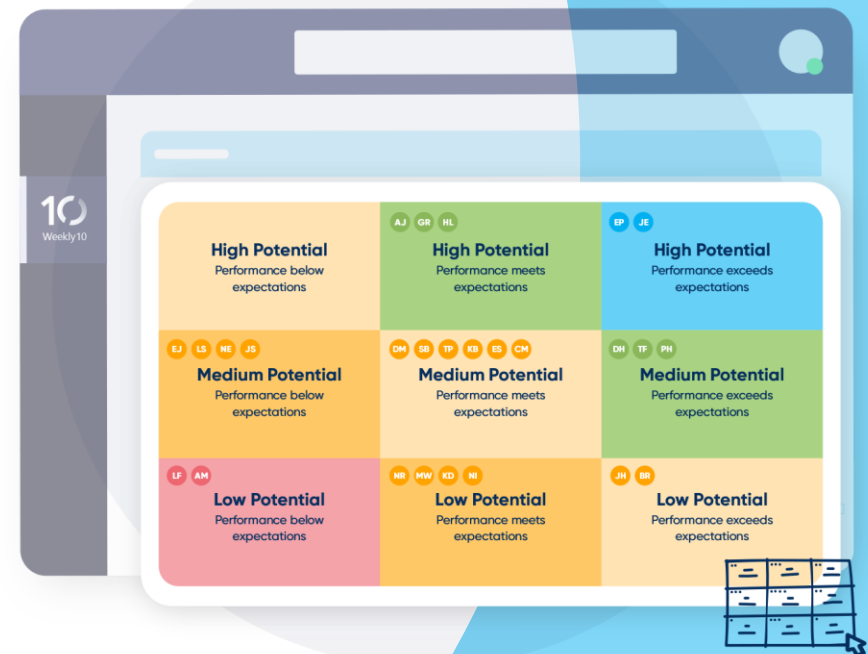 10
Weekly10
High Potential
Performance below
expectations
AJ GR HL
High Potential
Performance meets
expectations
EP JE
High Potential
Performance exceeds
expectations
EJ LS NE JS
Medium Potential
Performance below
expectations
DM SB TP KB ES CM
Medium Potential
Performance meets
expectations
DH TF PH
Medium Potential
Performance exceeds
expectations
LF AM
Low Potential
Performance below
expectations
NR MW KD NI
Low Potential
Performance meets
expectations
JH BR
Low Potential
Performance exceeds
expectations